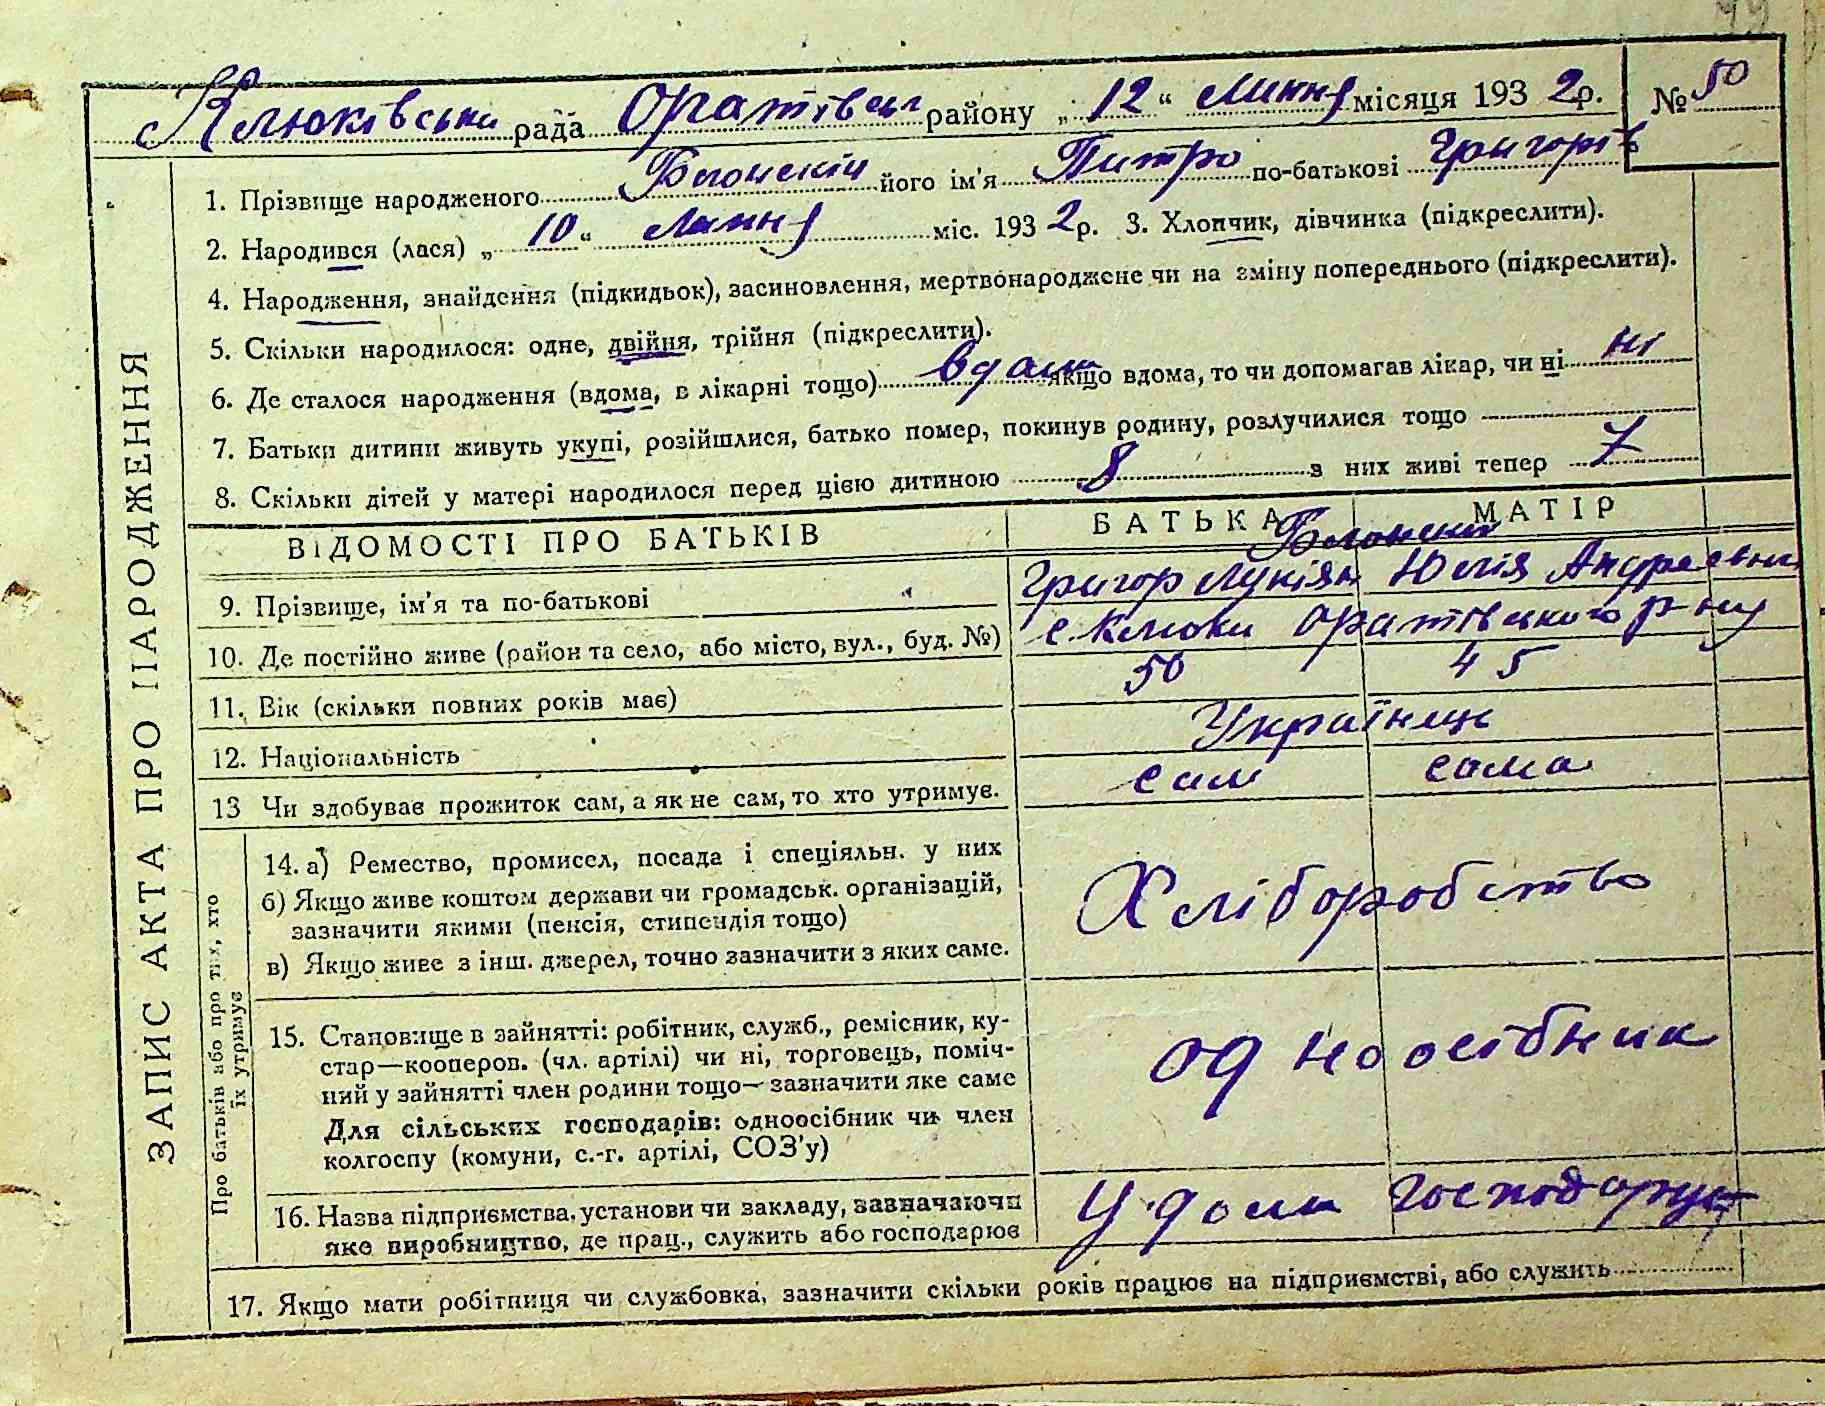 с Клюківська рада Оратівськ району „ 12 “ Липня місяця 1932 р. № 50
ЗАПИС АКТА ПРО НАРОДЖЕННЯ
1. Прізвище народженого Блонский його ім'я Питро по-батькові Григорів
2. Народився (лася) „ 10 “ Липня міс. 1932 р. 3. Хлопчик, дівчинка (підкреслити).
4. Народження, знайдення (підкидьок), засиновлення, мертвонароджене чи на зміну попереднього (підкреслити).
5. Скільки народилося: одне, двійня, трійня (підкреслити).
6. Де сталося народження (вдома, в лікарні тощо) вдома якщо вдома, то чи допомагав лікар, чи ні ні
7. Батьки дитини живуть укупі, розійшлися, батько помер, покинув родину, розлучилися тощо
8. Скільки дітей у матері народилося перед цією дитиною 8 з них живі тепер 7
ВІДОМОСТІ ПРО БАТЬКІВ БАТЬКА МАТІР
Блонский
9. Прізвище, ім'я та по-батькові Григор Лукіян Юлія Андреевна
10. Де постійно живе (район та село, або місто, вул., буд. №) с. Клюки Оратівського р-ну
11. Вік (скільки повних років має) 50 45
12. Національність Українець
13 Чи здобуває прожиток сам, а як не сам, то хто утримує. сам сама
Про батьків або про тих, хто
їх утримує
14. а) Ремество, промисел, посада і спеціяльн. у них
б) Якщо живе коштом держави чи громадськ. організацій,
зазначити якими (пенсія, стипендія тощо)
в) Якщо живе з інш. джерел, точно зазначити з яких саме.
Хліборобство
15. Становище в зайнятті: робітник, служб., ремісник, ку-
стар—кооперов. (чл. артілі) чи ні, торговець, поміч-
ний у зайнятті член родини тощо— зазначити яке саме
Для сільських господарів: одноосібник чи член
колгоспу (комуни, с.-г. артілі, СОЗ'у)
одноосібник
16. Назва підприємства, установи чи закладу, зазначаючи
яке виробництво, де прац., служить або господарює
У дома господарує
17. Якщо мати робітниця чи службовка, зазначити скільки років працює на підприємстві, або служить